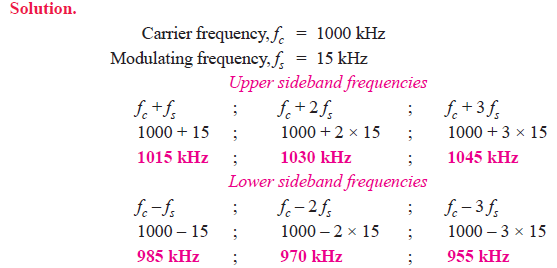 Solution.
Carrier frequency, f_c = 1000 kHz
Modulating frequency, f_s = 15 kHz
Upper sideband frequencies
f_c + f_s ; f_c + 2 f_s ; f_c + 3 f_s
1000 + 15 ; 1000 + 2 × 15 ; 1000 + 3 × 15
1015 kHz ; 1030 kHz ; 1045 kHz
Lower sideband frequencies
f_c – f_s ; f_c – 2 f_s ; f_c – 3 f_s
1000 – 15 ; 1000 – 2 × 15 ; 1000 – 3 × 15
985 kHz ; 970 kHz ; 955 kHz